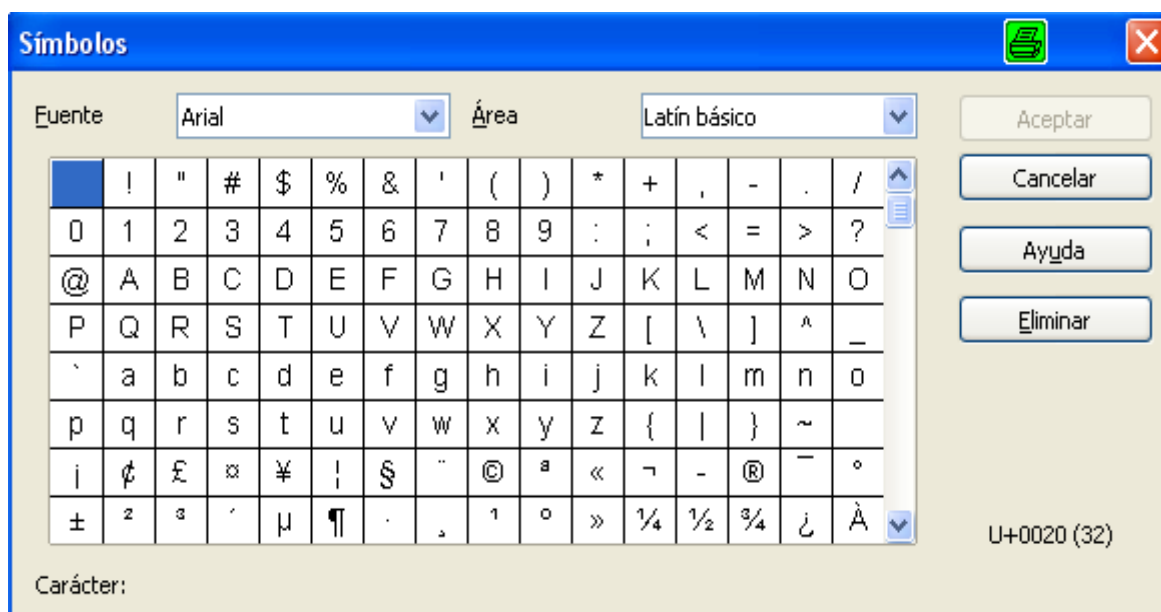 Símbolos
Fuente Arial Área Latín básico Aceptar
Cancelar
Ayuda
Eliminar
! " # $ % & ' ( ) * + , - . /
0 1 2 3 4 5 6 7 8 9 : ; < = > ?
@ A B C D E F G H I J K L M N O
P Q R S T U V W X Y Z [ \ ] ^ _
` a b c d e f g h i j k l m n o
p q r s t u v w x y z { | } ~
¡ ¢ £ ¤ ¥ ¦ § ¨ © ª « ¬ - ® ¯ °
± ² ³ ´ µ ¶ · ¸ ¹ º » ¼ ½ ¾ ¿ À
U+0020 (32)
Carácter: